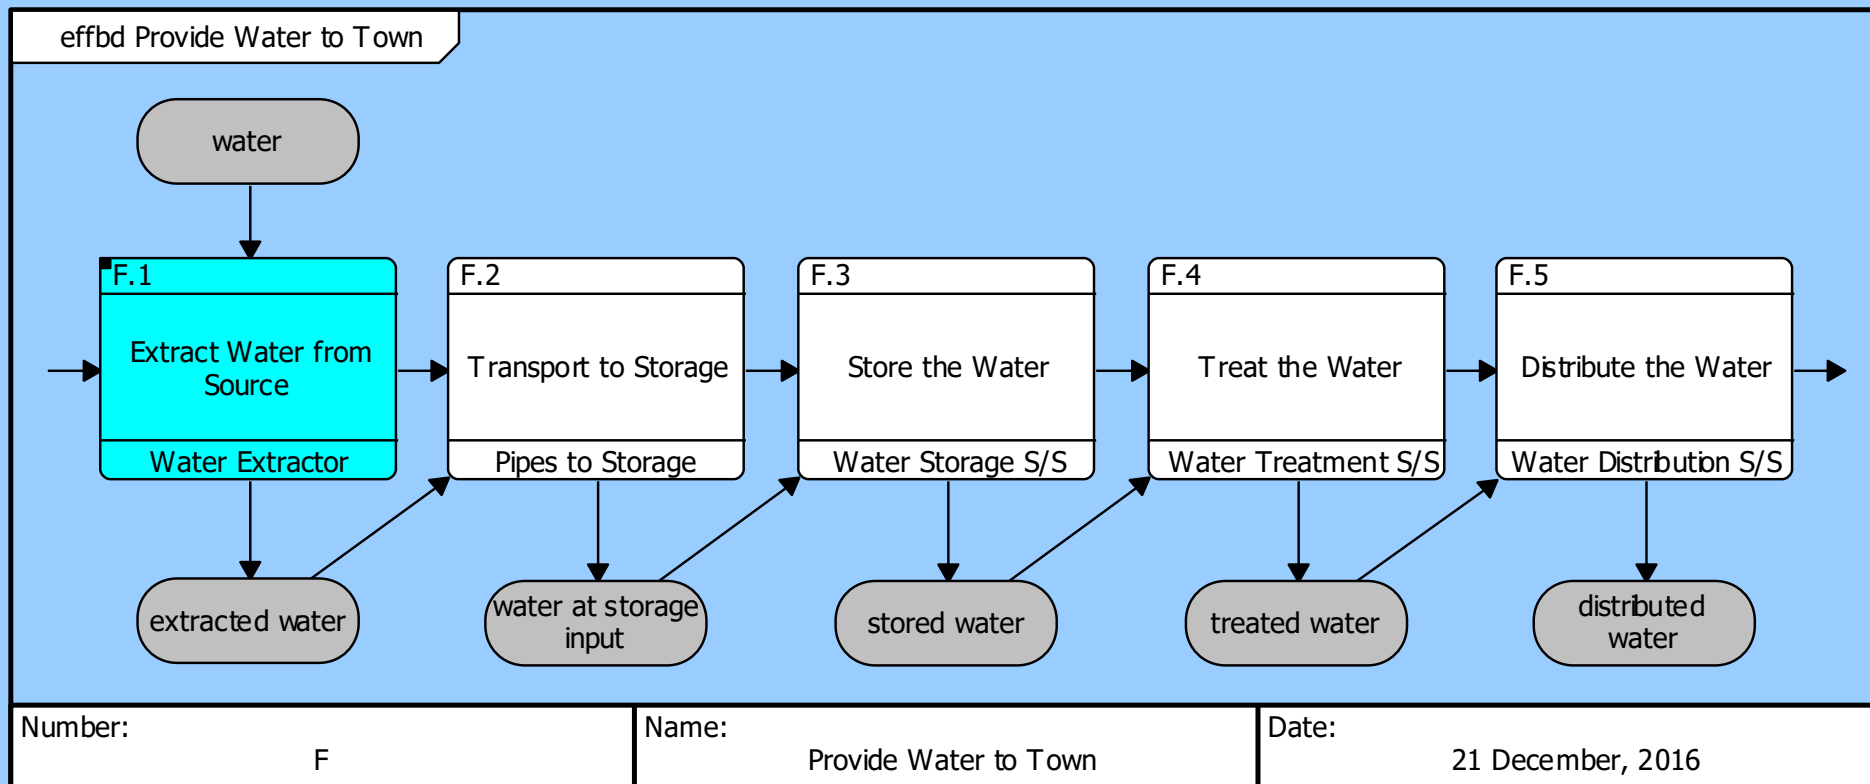 effbd Provide Water to Town
water
F.1
Extract Water from
Source
Water Extractor
F.2
Transport to Storage
Pipes to Storage
F.3
Store the Water
Water Storage S/S
F.4
Treat the Water
Water Treatment S/S
F.5
Distribute the Water
Water Distribution S/S
extracted water
water at storage
input
stored water
treated water
distributed
water
Number:
F
Name:
Provide Water to Town
Date:
21 December, 2016